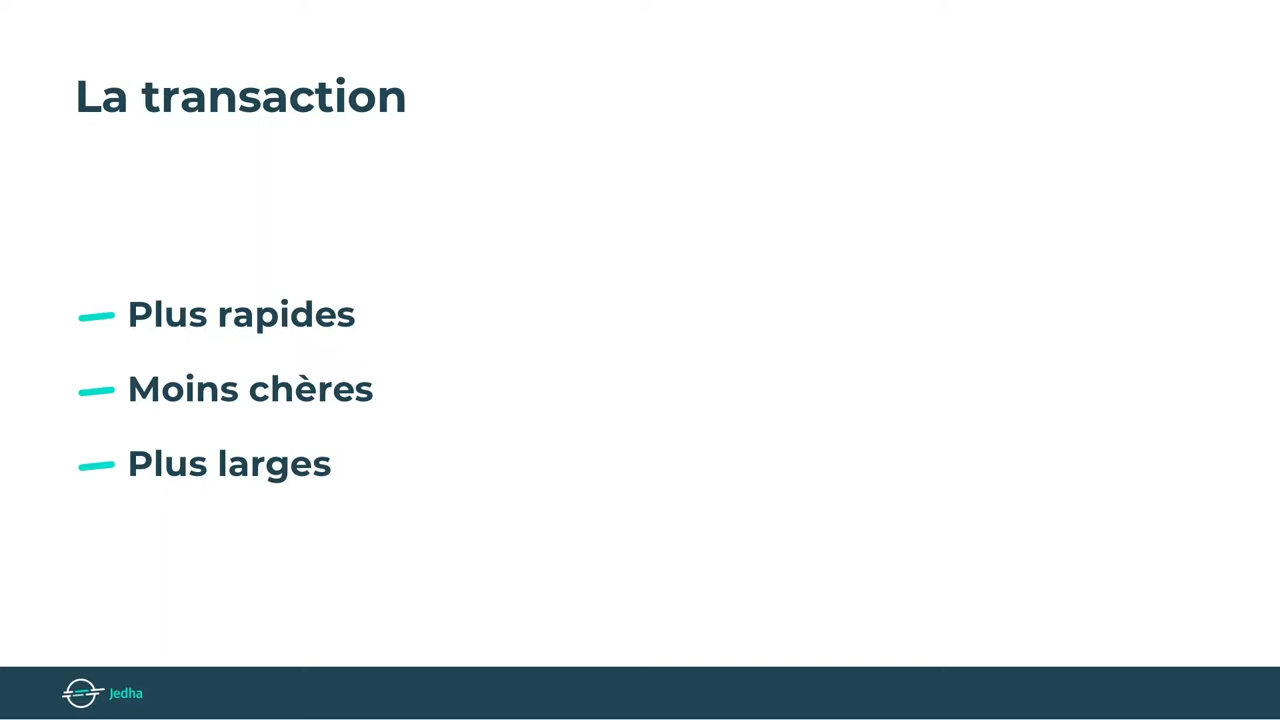 La transaction
Plus rapides
Moins chères
Plus larges
Jedha